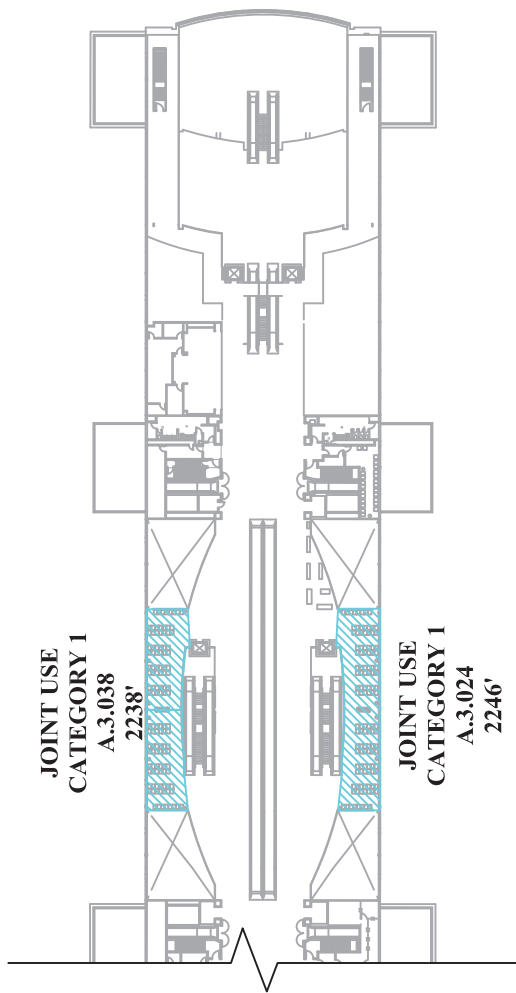 JOINT USE
CATEGORY 1
A.3.038
2238'
JOINT USE
CATEGORY 1
A.3.024
2246'